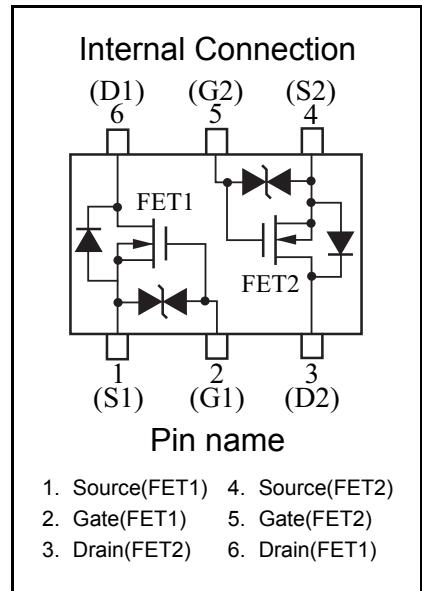 Internal Connection
(D1) (G2) (S2)
6 5 4
FET1
FET2
1 2 3
(S1) (G1) (D2)
Pin name
1. Source(FET1) 4. Source(FET2)
2. Gate(FET1) 5. Gate(FET2)
3. Drain(FET2) 6. Drain(FET1)